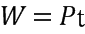 W = Pt